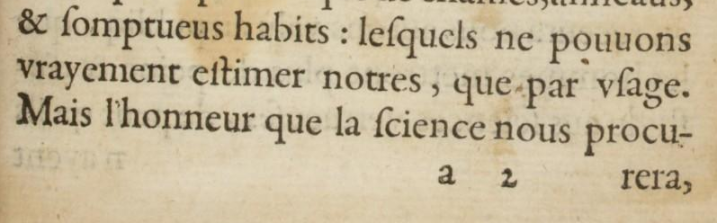 & ſomptueus habits : leſquels ne pouuons
vrayement eſtimer notres , que par vſage.
Mais l'honneur que la ſcience nous procu-
a 2 rera,